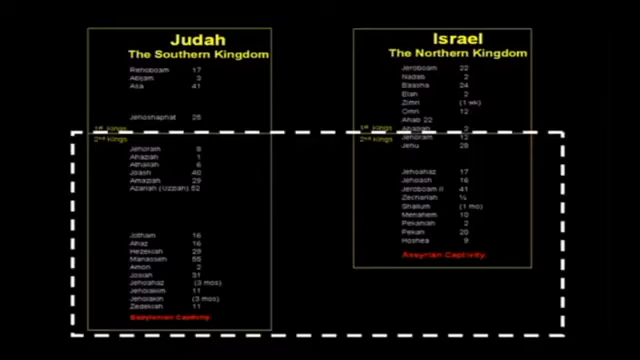 Judah
The Southern Kingdom
Rehoboam 17
Abijam 3
Asa 41
Jehoshaphat 25
1st Kings
2nd Kings
Jehoram 8
Ahaziah 1
Athaliah 6
Joash 40
Amaziah 29
Azariah (Uzziah) 52
Jotham 16
Ahaz 16
Hezekiah 29
Manasseh 55
Amon 2
Josiah 31
Jehoahaz (3 mos)
Jehoiakim 11
Jehoiakin (3 mos)
Zedekiah 11
Babylonian Captivity
Israel
The Northern Kingdom
Jeroboam 22
Nadab 2
Baasha 24
Elah 2
Zimri (1 wk)
Omri 12
Ahab 22
1st Kings
Ahaziah 2
2nd Kings
Jehoram 12
Jehu 28
Jehoahaz 17
Jehoash 16
Jeroboam II 41
Zechariah ½
Shallum (1 mo)
Menahem 10
Pekahiah 2
Pekah 20
Hoshea 9
Assyrian Captivity